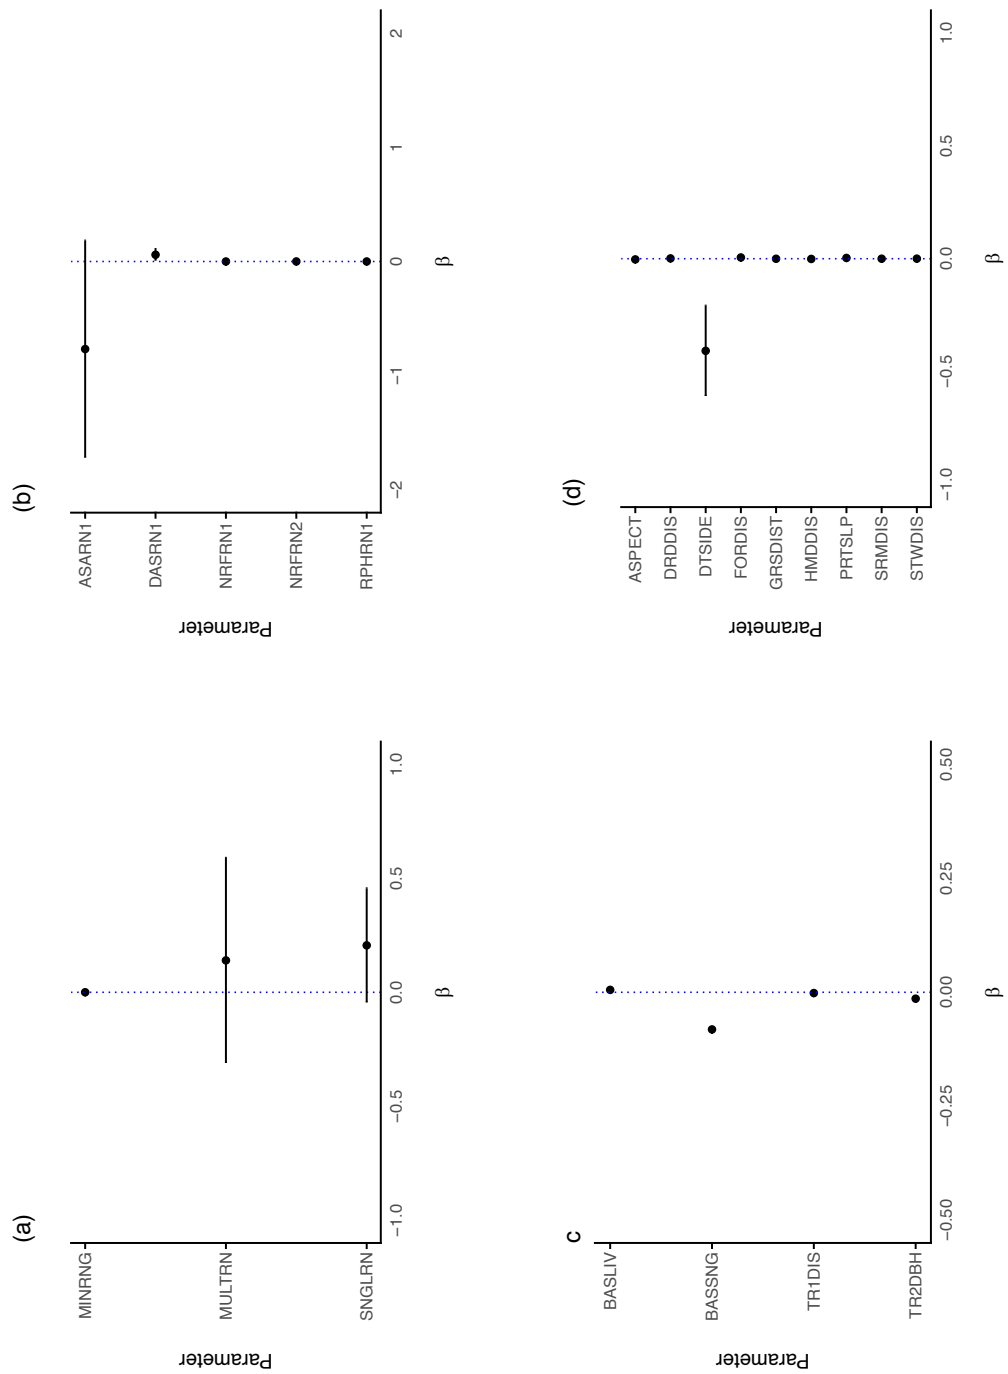 (a)
Parameter
MINRNG
MULTRN
SNGLRN
−1.0
−0.5
0.0
0.5
1.0
β
(b)
Parameter
ASARN1
DASRN1
NRFRN1
NRFRN2
RPHRN1
−2
−1
0
1
2
β
c
Parameter
BASLIV
BASSNG
TR1DIS
TR2DBH
−0.50
−0.25
0.00
0.25
0.50
β
(d)
Parameter
ASPECT
DRDDIS
DTSIDE
FORDIS
GRSDIST
HMDDIS
PRTSLP
SRMDIS
STWDIS
−1.0
−0.5
0.0
0.5
1.0
β